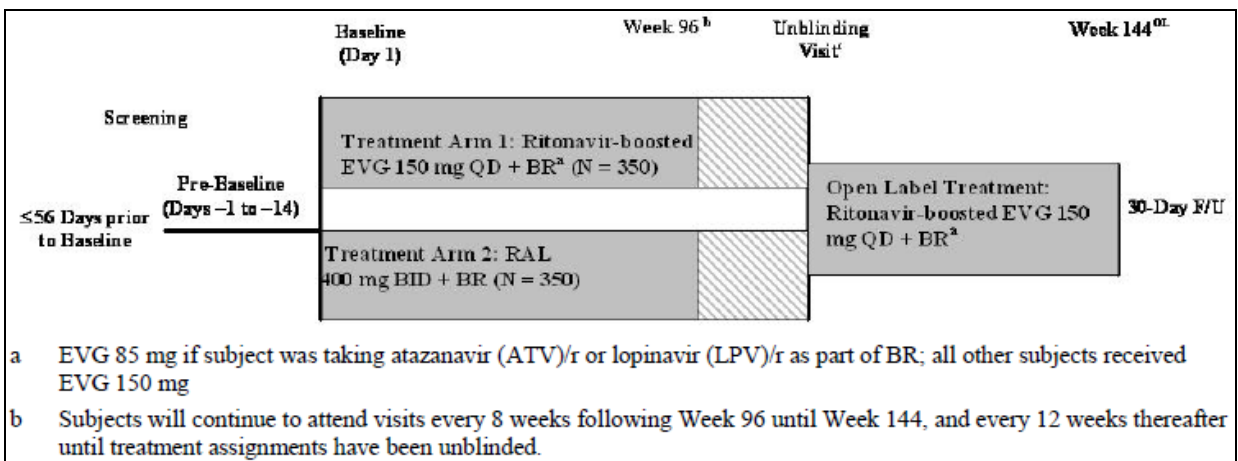 Baseline
(Day 1)
Week 96 b
Unblinding
Visit
Week 144 OL
Screening
Pre-Baseline
(Days –1 to –14)
≤56 Days prior
to Baseline
Treatment Arm 1: Ritonavir-boosted
EVG 150 mg QD + BRa (N = 350)
Treatment Arm 2: RAL
400 mg BID + BR (N = 350)
Open Label Treatment:
Ritonavir-boosted EVG 150
mg QD + BRa
30-Day F/U
a EVG 85 mg if subject was taking atazanavir (ATV)/r or lopinavir (LPV)/r as part of BR; all other subjects received
EVG 150 mg
b Subjects will continue to attend visits every 8 weeks following Week 96 until Week 144, and every 12 weeks thereafter
until treatment assignments have been unblinded.